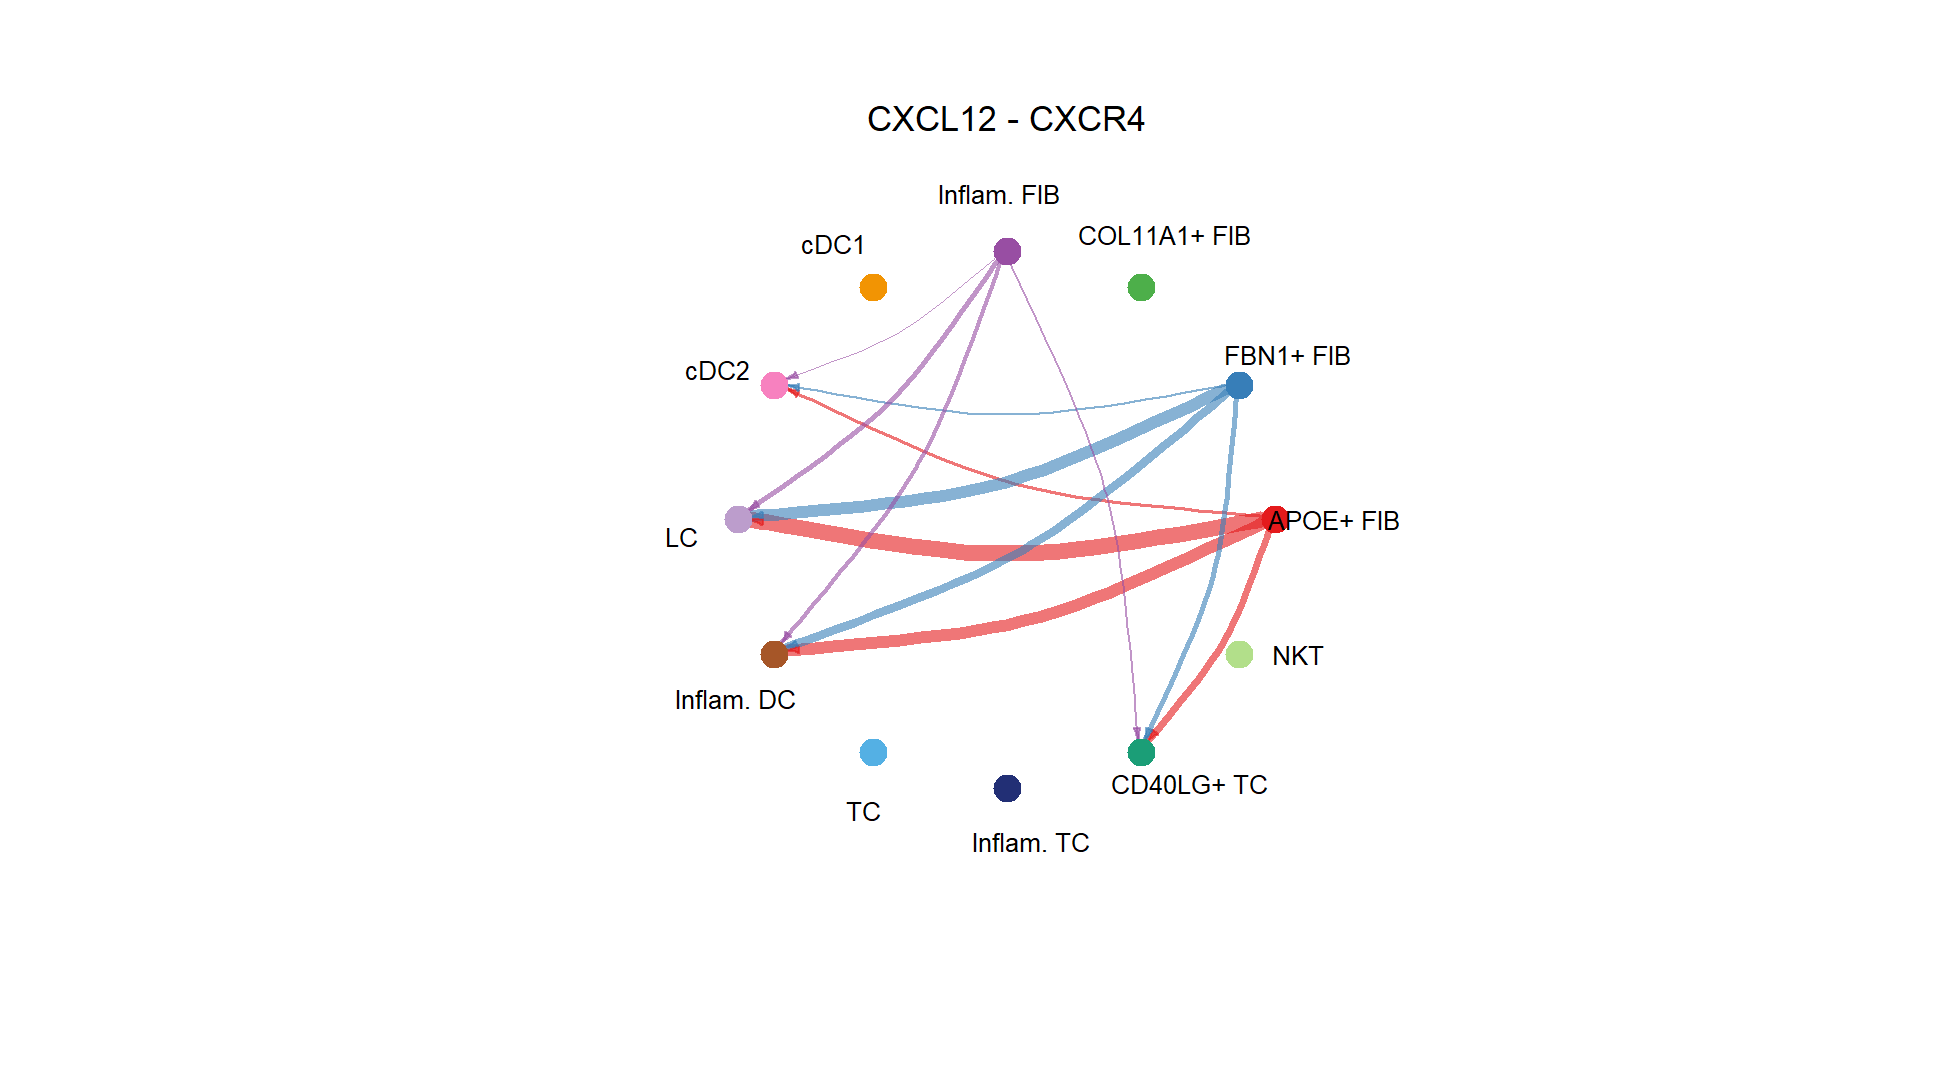 CXCL12 - CXCR4
Inflam. FIB
COL11A1+ FIB
cDC1
FBN1+ FIB
cDC2
APOE+ FIB
LC
NKT
Inflam. DC
CD40LG+ TC
TC
Inflam. TC